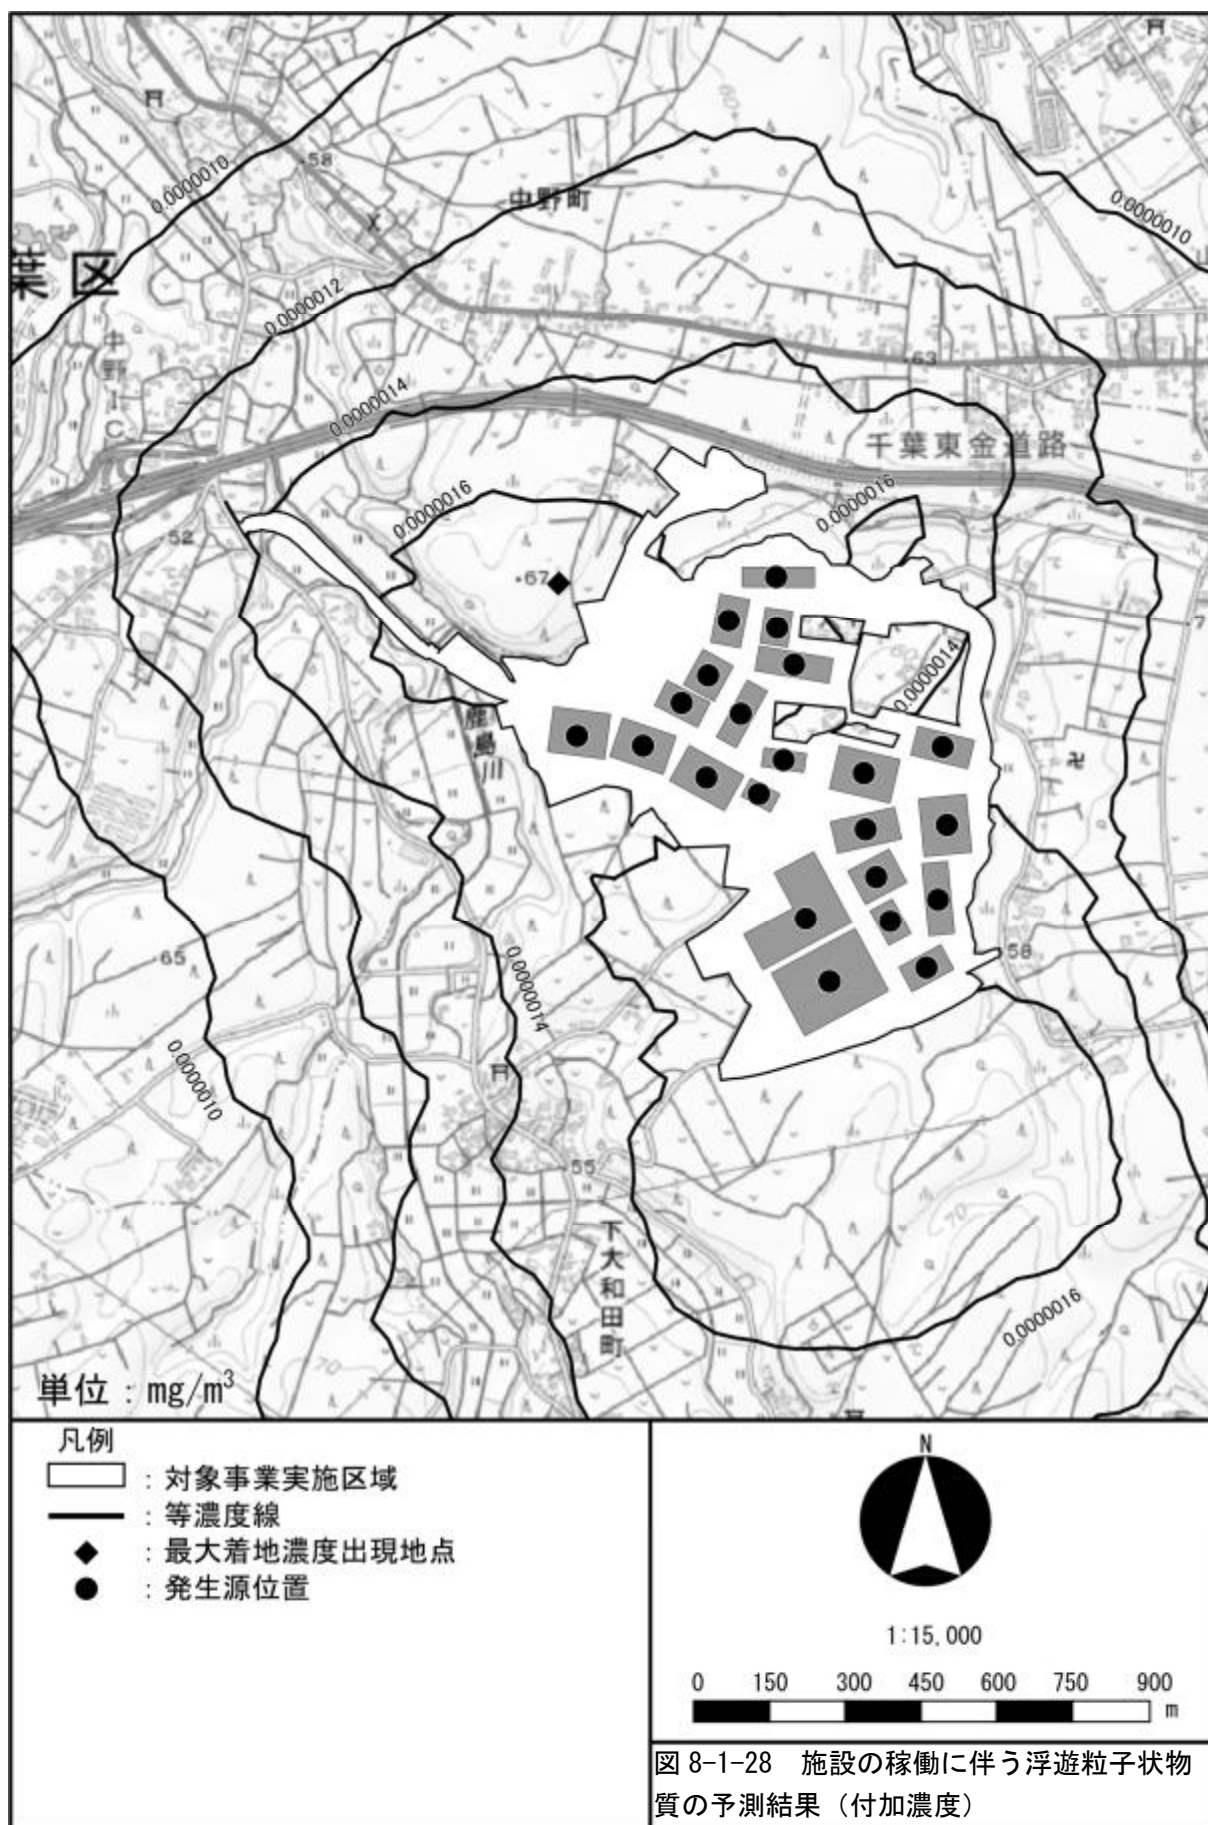 58
中野町
0.0000010
0.0000010
葉区
0.0000012
中野IC
63
0.0000014
千葉東金道路
0.0000016
0.0000016
52
67
0.0000014
鹿島川
65
58
0.0000014
0.0000010
55
下大和田町
70
0.0000016
70
60
60
単位：mg/m³
凡例
：対象事業実施区域
：等濃度線
：最大着地濃度出現地点
：発生源位置
N
1:15,000
0 150 300 450 600 750 900
m
図 8-1-28　施設の稼働に伴う浮遊粒子状物
質の予測結果（付加濃度）